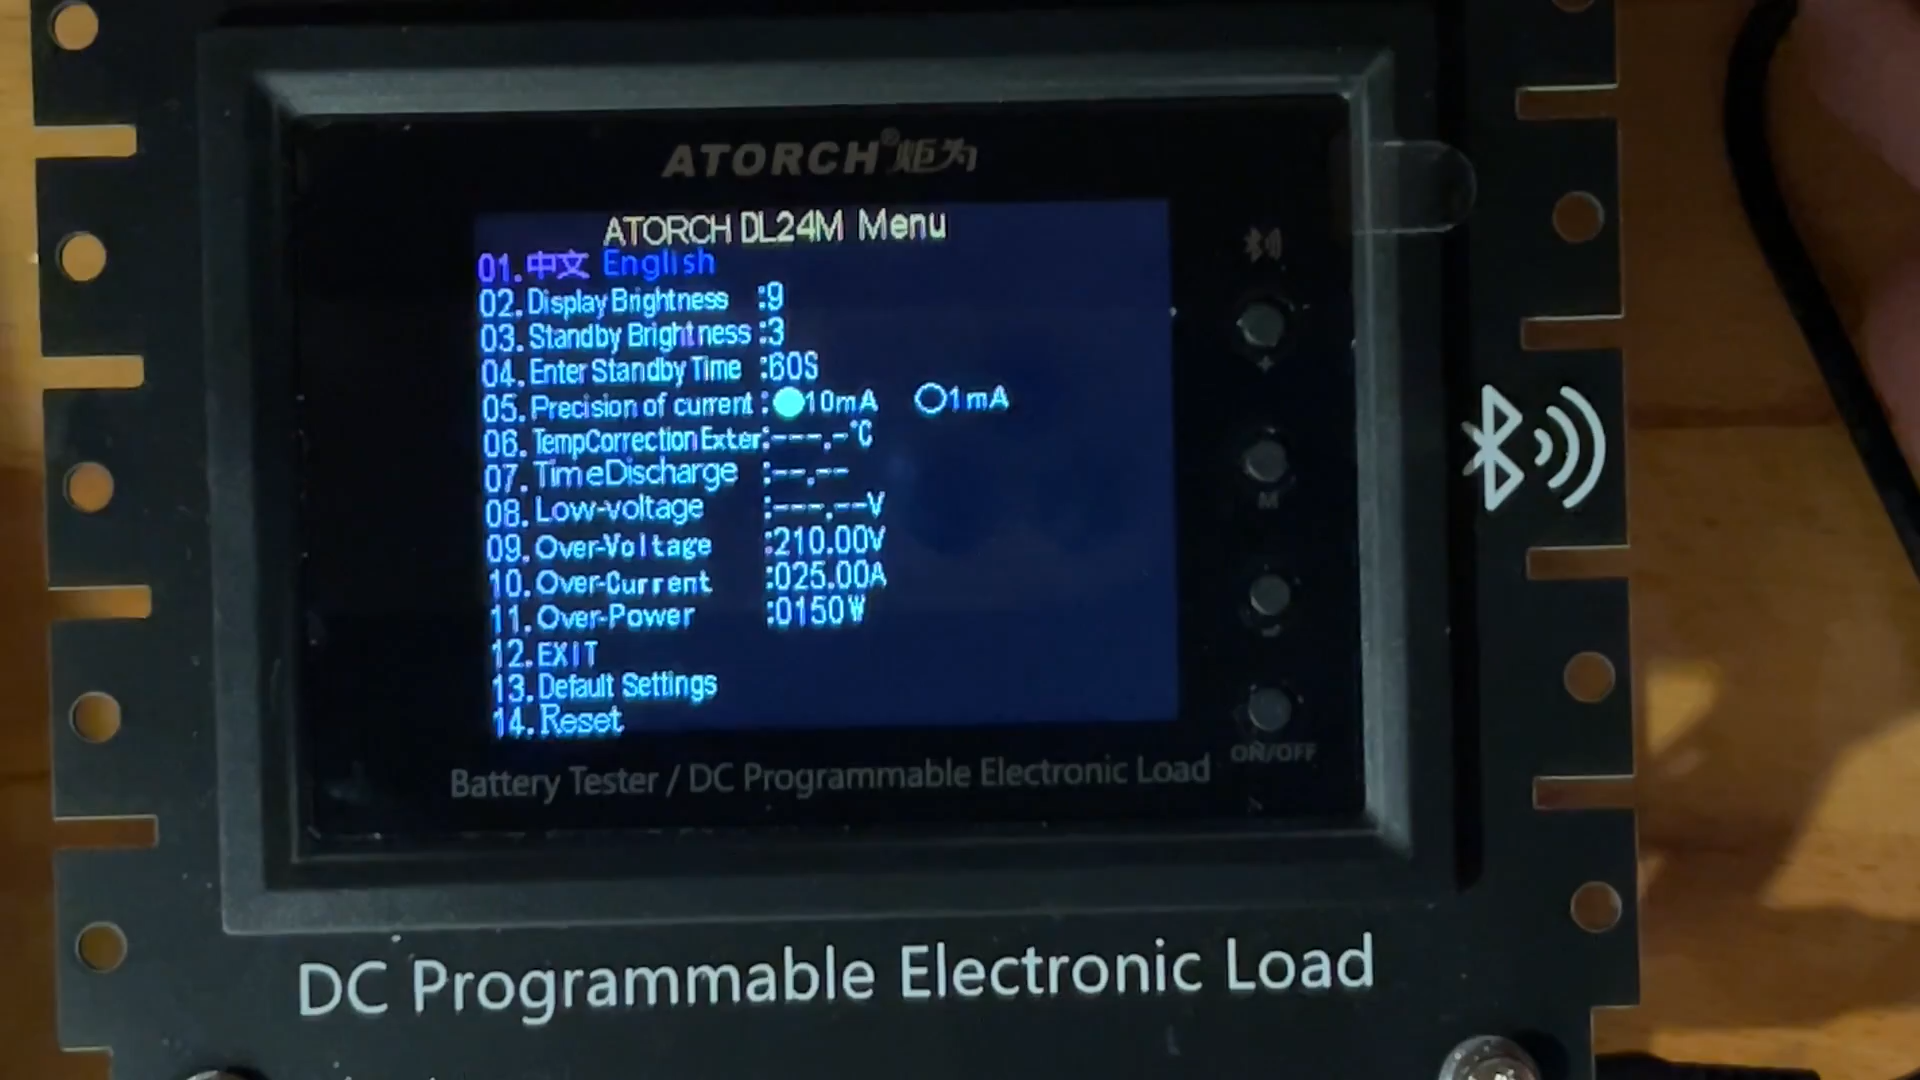 ATORCH®炬为
ATORCH DL24M Menu
01.中文 English
02.Display Brightness :9
03.Standby Brightness :3
04.Enter Standby Time :60S
05.Precision of current : 10mA 1mA
06.TempCorrection Exter:---.-℃
07.TimeDischarge :--.--
08.Low-voltage :---.--V
09.Over-Voltage :210.00V
10.Over-Current :025.00A
11.Over-Power :0150W
12.EXIT
13.Default Settings
14.Reset
+
M
-
ON/OFF
Battery Tester / DC Programmable Electronic Load
DC Programmable Electronic Load